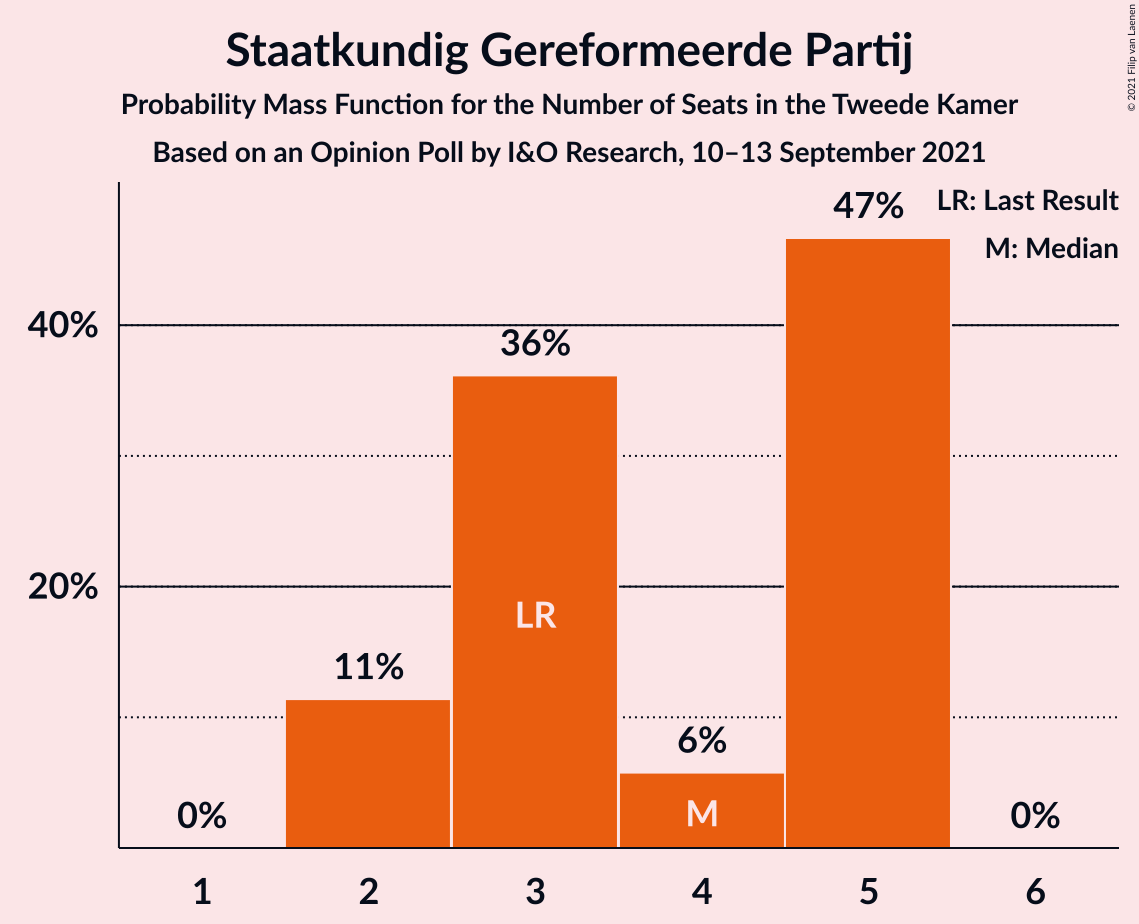 Staatkundig Gereformeerde Partij
Probability Mass Function for the Number of Seats in the Tweede Kamer
Based on an Opinion Poll by I&O Research, 10–13 September 2021
© 2021 Filip van Laenen
LR: Last Result
M: Median
47%
40%
36%
20%
LR
11%
6%
M
0%
0%
1 2 3 4 5 6